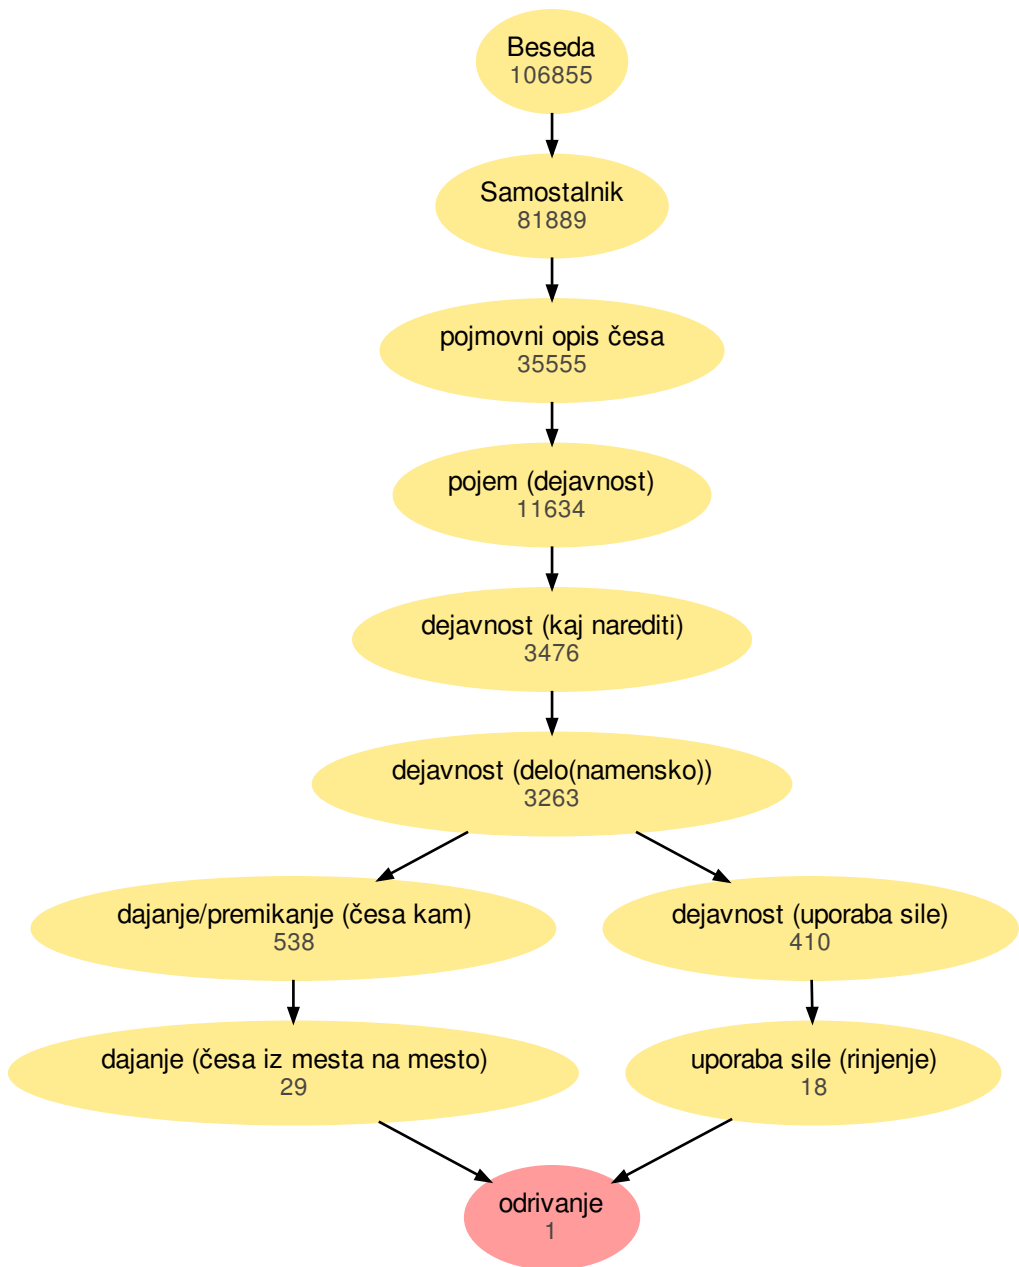 Beseda
106855
Samostalnik
81889
pojmovni opis česa
35555
pojem (dejavnost)
11634
dejavnost (kaj narediti)
3476
dejavnost (delo(namensko))
3263
dajanje/premikanje (česa kam)
538
dejavnost (uporaba sile)
410
dajanje (česa iz mesta na mesto)
29
uporaba sile (rinjenje)
18
odrivanje
1